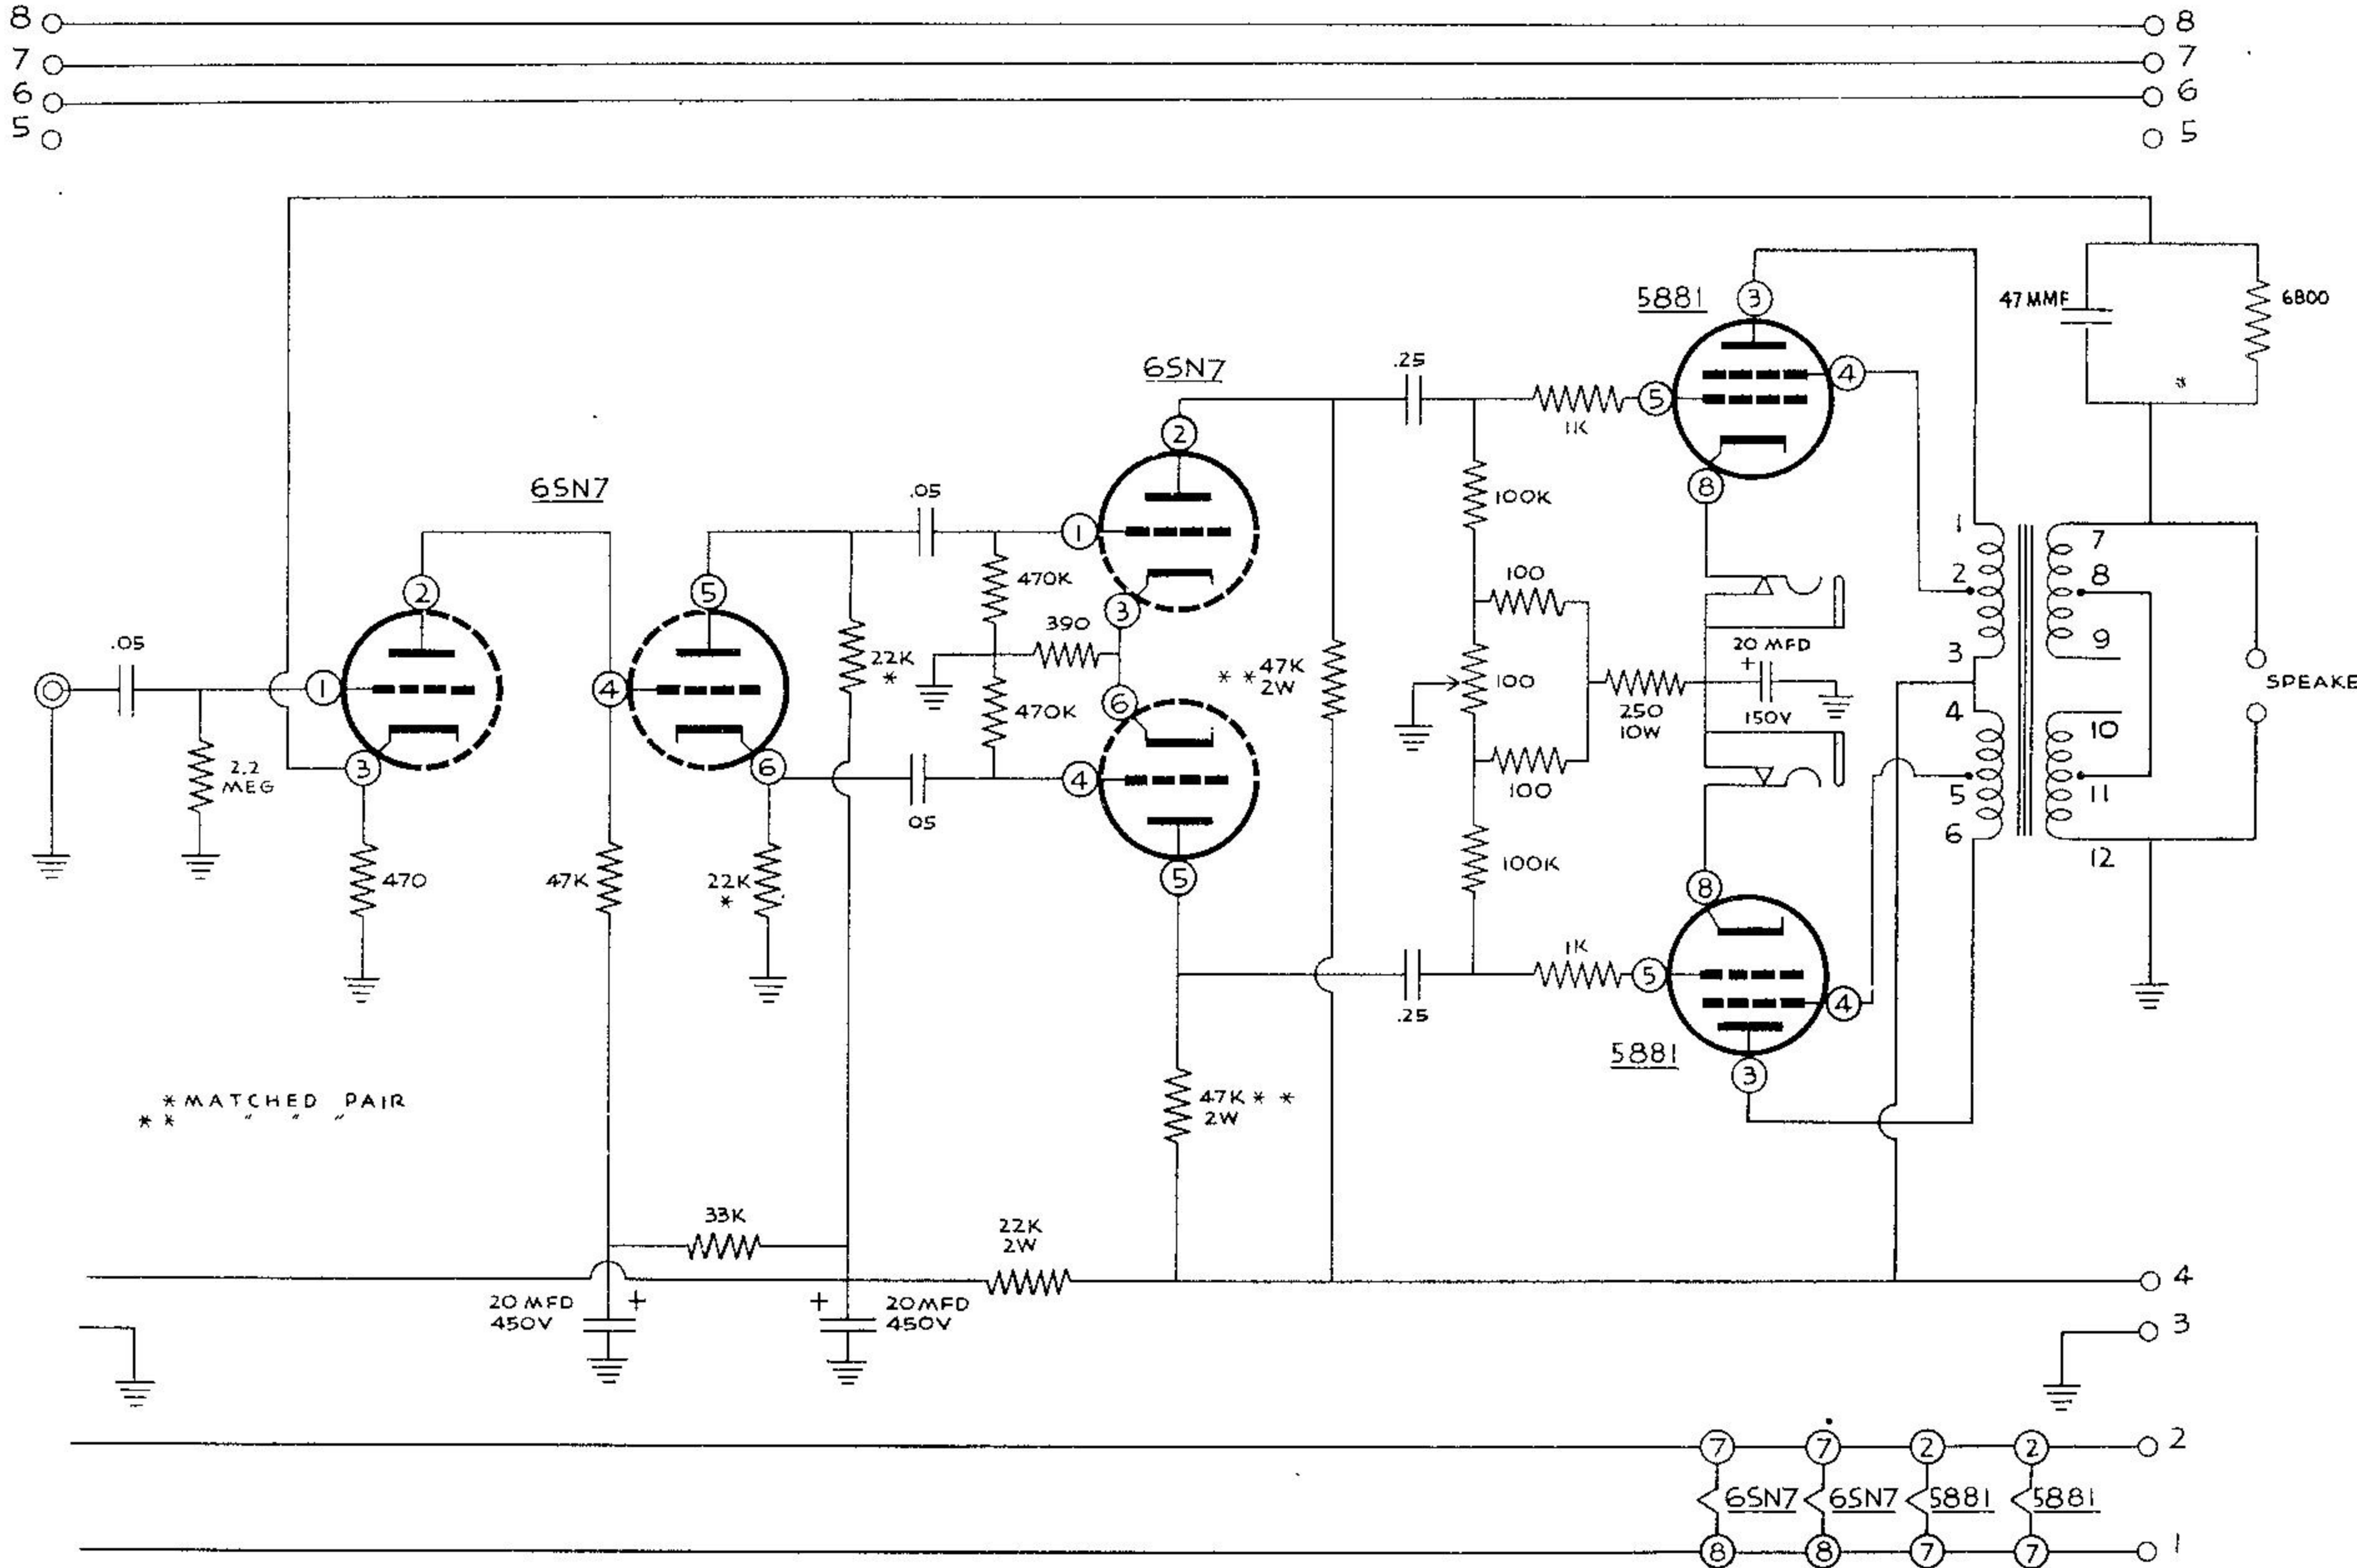 8 8
7 7
6 6
5 5
5881 3
47 MMF 6800
4
6SN7 .25
5
1K
*
2
6SN7 8
.05 100K
1
1
2 5 470K 100 7
3 2 8
390
.05 22K 20 MFD 9
* * * 47K + 3
1 4 2W 100 SPEAKE
470K 6 250 150V 4
10W 10
2.2 3 6 4 5 11
MEG 100 6
.05 12
470 47K 22K 5 100K 8
*
1K
5
4
.25
5881
3
* MATCHED PAIR 47K * *
* * " " " 2W
33K 22K
2W
4
20 MFD + + 20 MFD
450V 450V
3
7 7 2 2 2
6SN7 6SN7 5881 5881
8 8 7 7 1